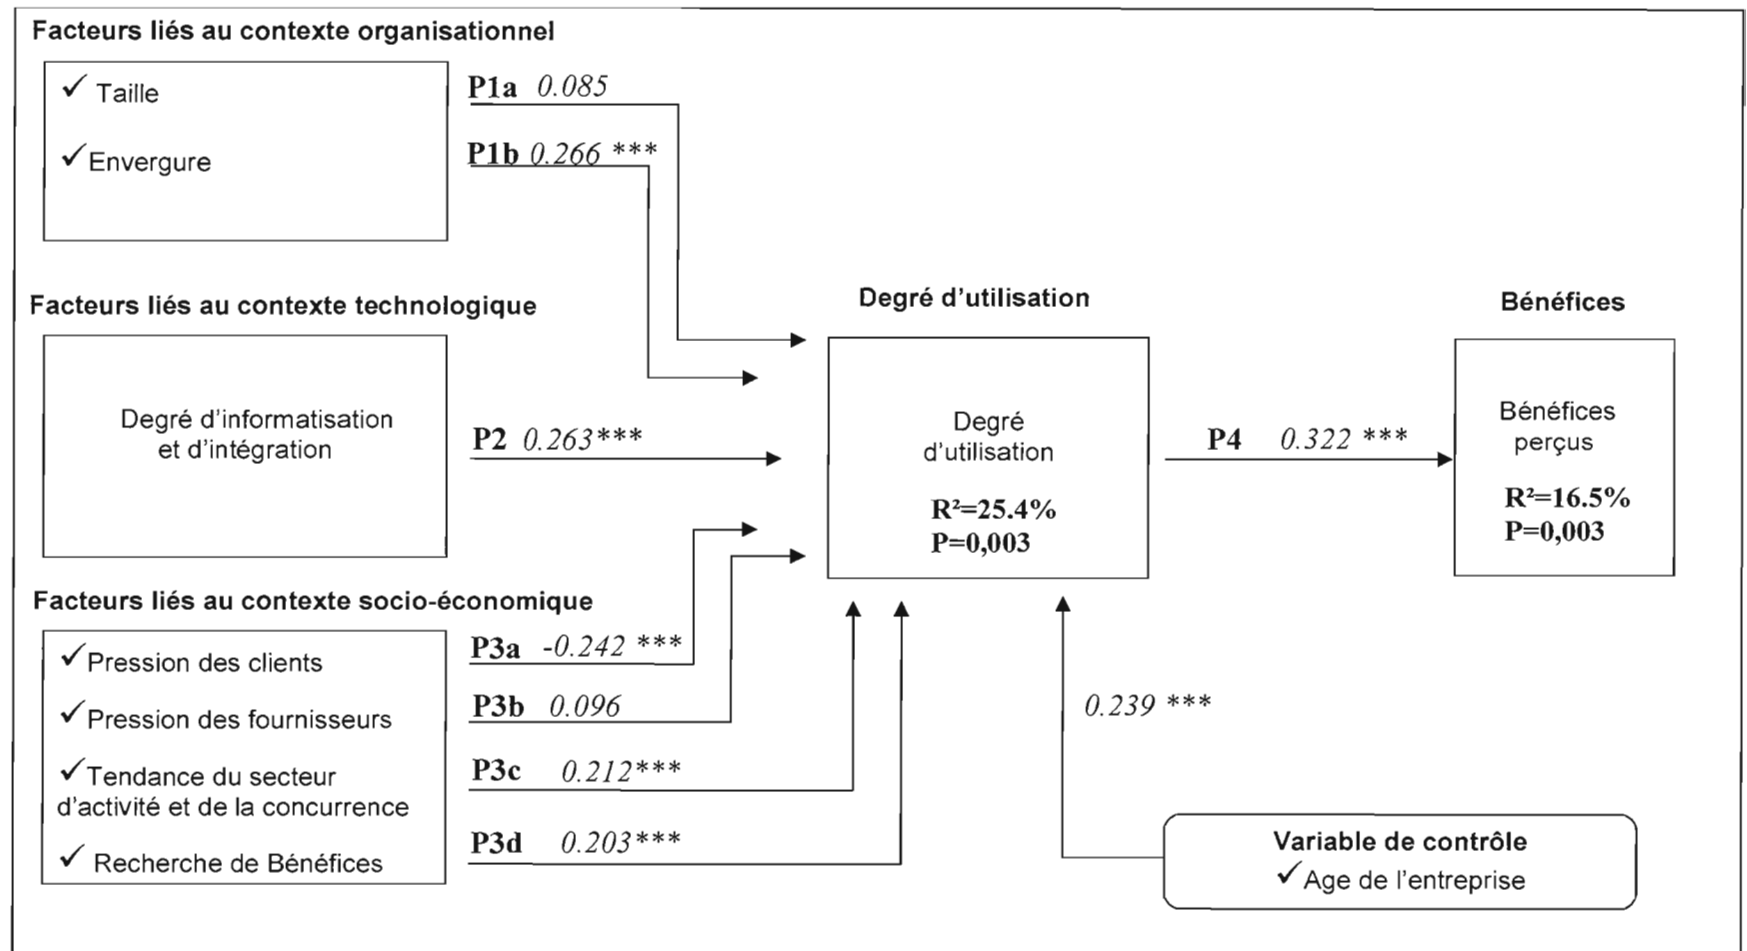 Facteurs liés au contexte organisationnel
✓ Taille
P1a 0.085
✓Envergure
P1b 0.266 ***
Facteurs liés au contexte technologique
Degré d'informatisation
et d'intégration
P2 0.263***
Degré d'utilisation
Degré
d'utilisation
R²=25.4%
P=0,003
P4 0.322 ***
Bénéfices
Bénéfices
perçus
R²=16.5%
P=0,003
Facteurs liés au contexte socio-économique
✓Pression des clients
P3a -0.242 ***
✓Pression des fournisseurs
P3b 0.096
✓Tendance du secteur
d'activité et de la concurrence
P3c 0.212***
✓ Recherche de Bénéfices
P3d 0.203***
0.239 ***
Variable de contrôle
✓Age de l'entreprise